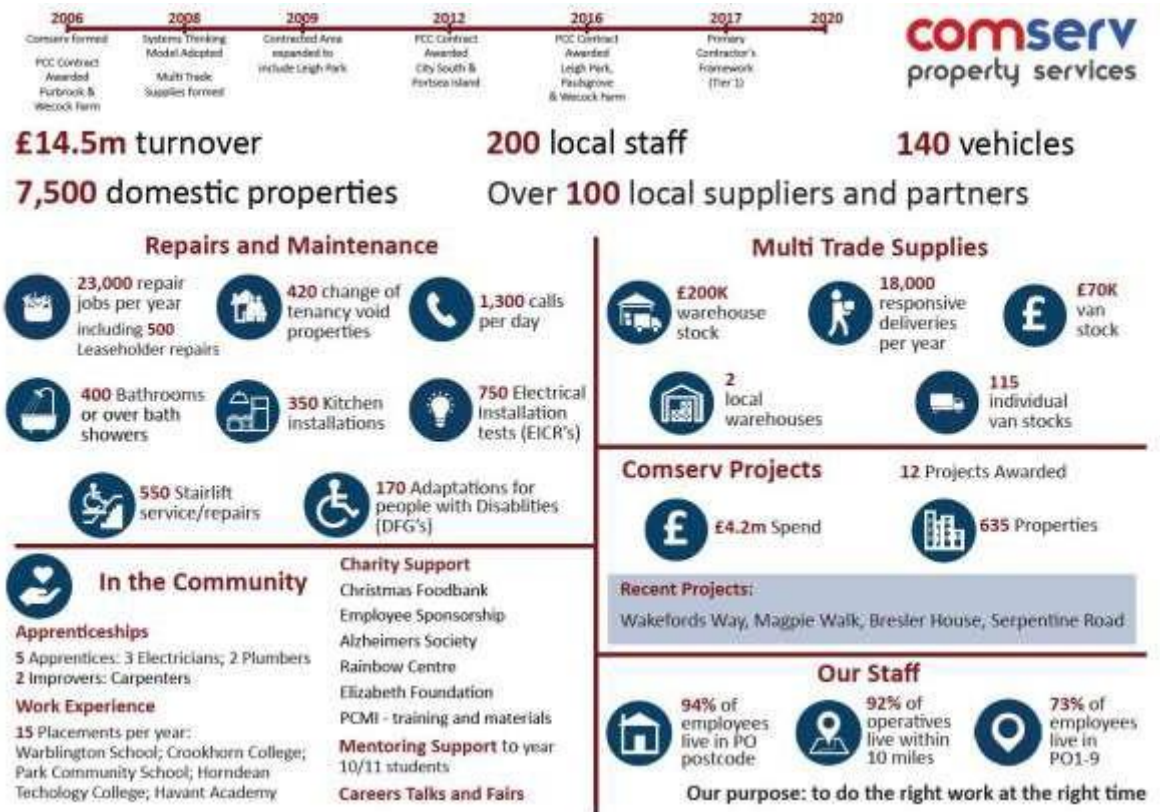 2006
2008
2009
2012
2016
2017
2020
Comserv formed
PCC Contract
Awarded
Purbrook &
Wecock Farm
Systems Thinking
Model Adopted
Multi Trade
Supplies formed
Contracted Area
expanded to
include Leigh Park
PCC Contract
Awarded
City South &
Portsea Island
PCC Contract
Awarded
Leigh Park,
Paulsgrove
& Wecock Farm
Primary
Contractor's
Framework
(Tier 1)
comserv
property services
£14.5m turnover
200 local staff
140 vehicles
7,500 domestic properties
Over 100 local suppliers and partners
Repairs and Maintenance
23,000 repair
jobs per year
including 500
Leaseholder repairs
420 change of
tenancy void
properties
1,300 calls
per day
400 Bathrooms
or over bath
showers
350 Kitchen
installations
750 Electrical
Installation
tests (EICR's)
550 Stairlift
service/repairs
170 Adaptations for
people with Disablities
(DFG's)
Multi Trade Supplies
£200K
warehouse
stock
18,000
responsive
deliveries
per year
£70K
van
stock
2
local
warehouses
115
individual
van stocks
Comserv Projects
12 Projects Awarded
£4.2m Spend
635 Properties
Recent Projects:
Wakefords Way, Magpie Walk, Bresler House, Serpentine Road
In the Community
Apprenticeships
5 Apprentices: 3 Electricians; 2 Plumbers
2 Improvers: Carpenters
Work Experience
15 Placements per year:
Warblington School; Crookhorn College;
Park Community School; Horndean
Techology College; Havant Academy
Charity Support
Christmas Foodbank
Employee Sponsorship
Alzheimers Society
Rainbow Centre
Elizabeth Foundation
PCMI - training and materials
Mentoring Support to year
10/11 students
Careers Talks and Fairs
Our Staff
94% of
employees
live in PO
postcode
92% of
operatives
live within
10 miles
73% of
employees
live in
PO1-9
Our purpose: to do the right work at the right time